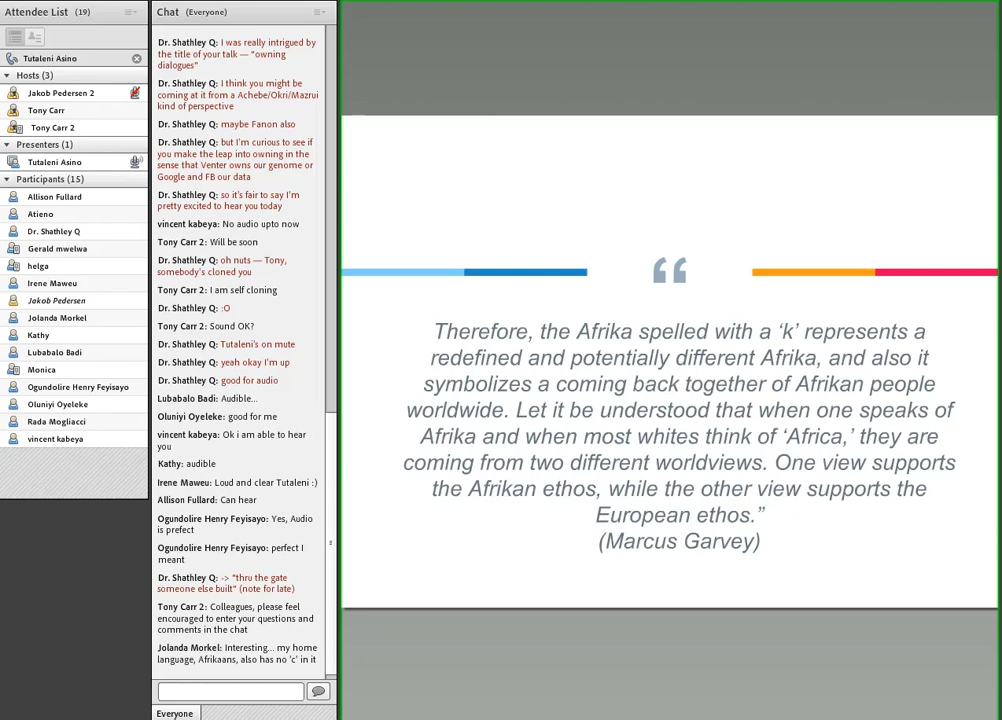 Attendee List (19)
Tutaleni Asino
Hosts (3)
Jakob Pedersen 2
Tony Carr
Tony Carr 2
Presenters (1)
Tutaleni Asino
Participants (15)
Allison Fullard
Atieno
Dr. Shathley Q
Gerald mwelwa
helga
Irene Maweu
Jakob Pedersen
Jolanda Morkel
Kathy
Lubabalo Badi
Monica
Ogundolire Henry Feyisayo
Oluniyi Oyeleke
Rada Mogliacci
vincent kabeya
Chat (Everyone)
Dr. Shathley Q: I was really intrigued by
the title of your talk — "owning
dialogues"
Dr. Shathley Q: I think you might be
coming at it from a Achebe/Okri/Mazrui
kind of perspective
Dr. Shathley Q: maybe Fanon also
Dr. Shathley Q: but I'm curious to see if
you make the leap into owning in the
sense that Venter owns our genome or
Google and FB our data
Dr. Shathley Q: so it's fair to say I'm
pretty excited to hear you today
vincent kabeya: No audio upto now
Tony Carr 2: Will be soon
Dr. Shathley Q: oh nuts — Tony,
somebody's cloned you
Tony Carr 2: I am self cloning
Dr. Shathley Q: :O
Tony Carr 2: Sound OK?
Dr. Shathley Q: Tutaleni's on mute
Dr. Shathley Q: yeah okay I'm up
Dr. Shathley Q: good for audio
Lubabalo Badi: Audible...
Oluniyi Oyeleke: good for me
vincent kabeya: Ok i am able to hear
you
Kathy: audible
Irene Maweu: Loud and clear Tutaleni :)
Allison Fullard: Can hear
Ogundolire Henry Feyisayo: Yes, Audio
is prefect
Ogundolire Henry Feyisayo: perfect I
meant
Dr. Shathley Q: -> "thru the gate
someone else built" (note for late)
Tony Carr 2: Colleagues, please feel
encouraged to enter your questions and
comments in the chat
Jolanda Morkel: Interesting... my home
language, Afrikaans, also has no 'c' in it
Everyone
“
Therefore, the Afrika spelled with a ‘k’ represents a
redefined and potentially different Afrika, and also it
symbolizes a coming back together of Afrikan people
worldwide. Let it be understood that when one speaks of
Afrika and when most whites think of ‘Africa,’ they are
coming from two different worldviews. One view supports
the Afrikan ethos, while the other view supports the
European ethos.”
(Marcus Garvey)